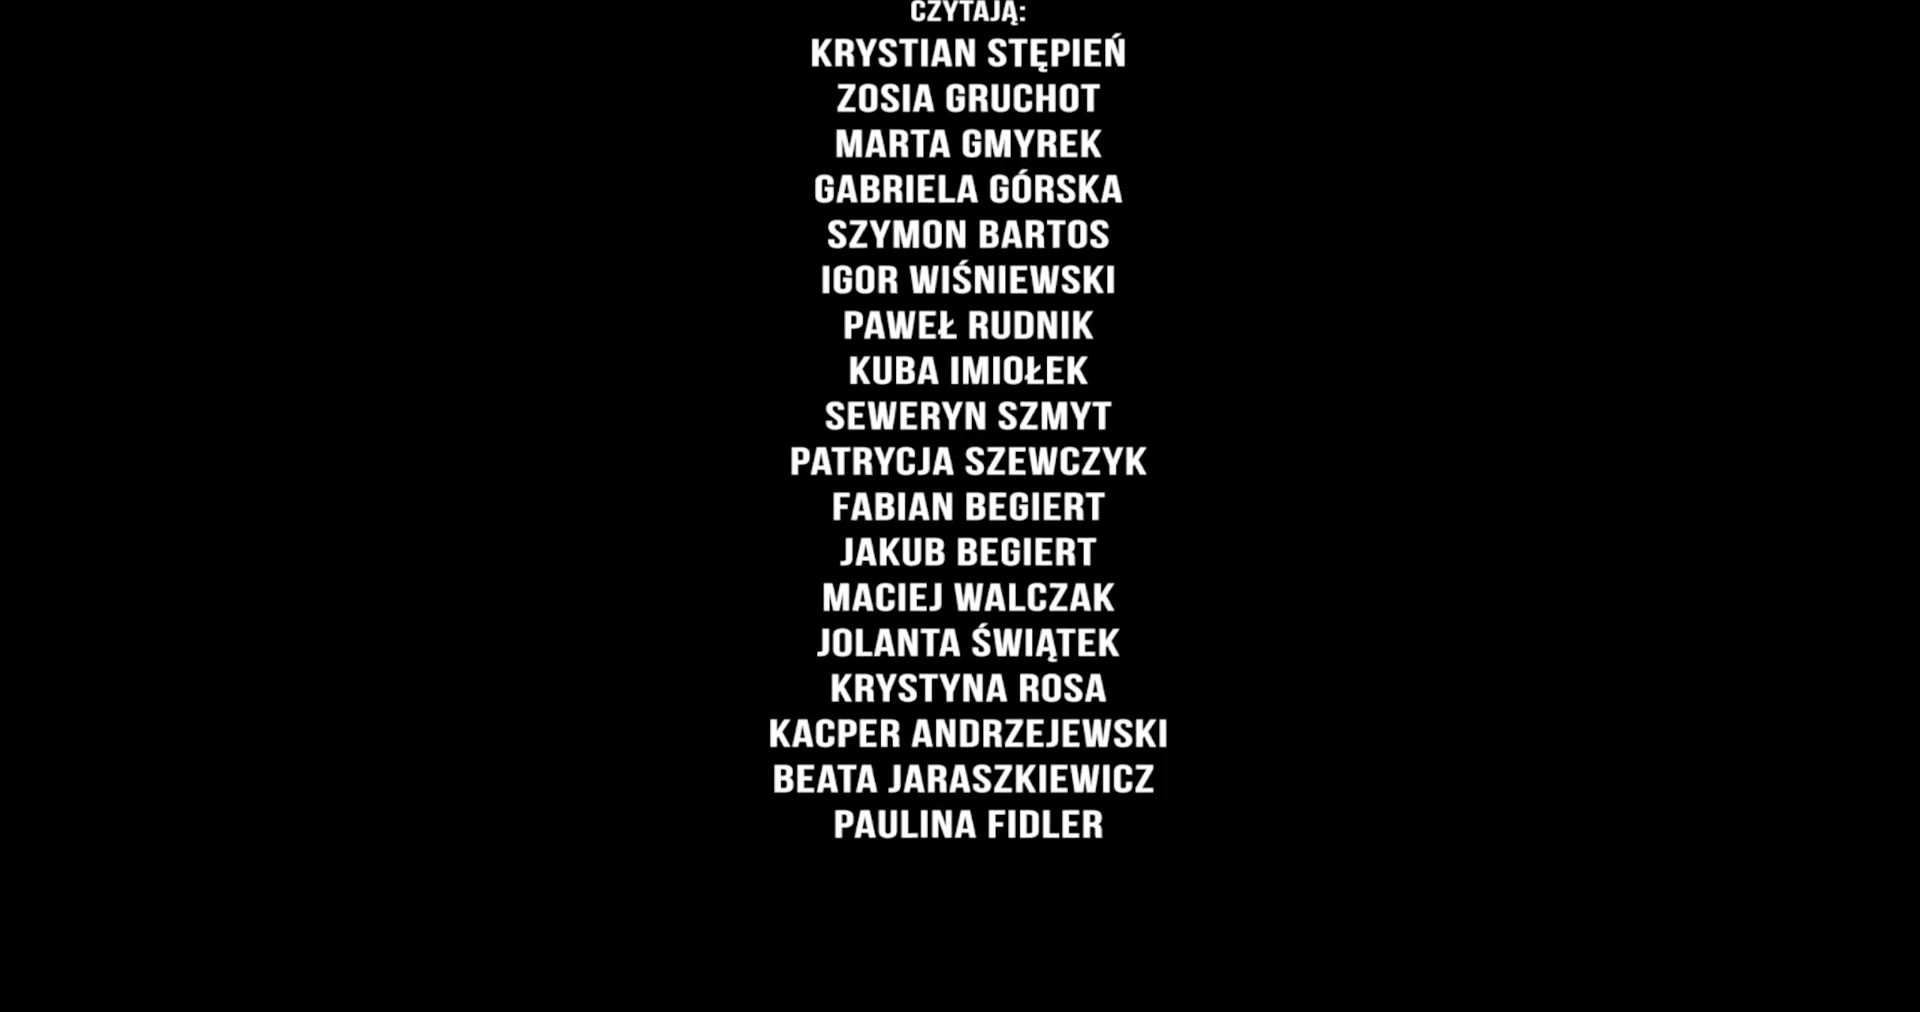 CZYTAJĄ:
KRYSTIAN STĘPIEŃ
ZOSIA GRUCHOT
MARTA GMYREK
GABRIELA GÓRSKA
SZYMON BARTOS
IGOR WIŚNIEWSKI
PAWEŁ RUDNIK
KUBA IMIOŁEK
SEWERYN SZMYT
PATRYCJA SZEWCZYK
FABIAN BEGIERT
JAKUB BEGIERT
MACIEJ WALCZAK
JOLANTA ŚWIĄTEK
KRYSTYNA ROSA
KACPER ANDRZEJEWSKI
BEATA JARASZKIEWICZ
PAULINA FIDLER